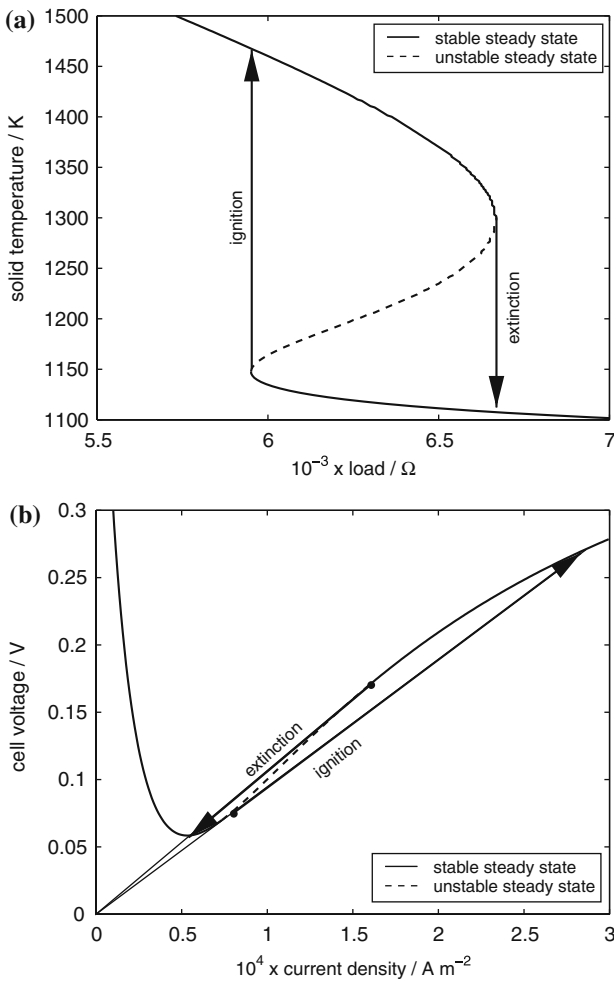 (a)
1500
1450
1400
1350
1300
1250
1200
1150
1100
solid temperature / K
stable steady state
unstable steady state
ignition
extinction
5.5
6
6.5
7
10⁻³ x load / Ω
(b)
0.3
0.25
0.2
0.15
0.1
0.05
0
cell voltage / V
extinction
ignition
stable steady state
unstable steady state
0
0.5
1
1.5
2
2.5
3
10⁴ x current density / A m⁻²